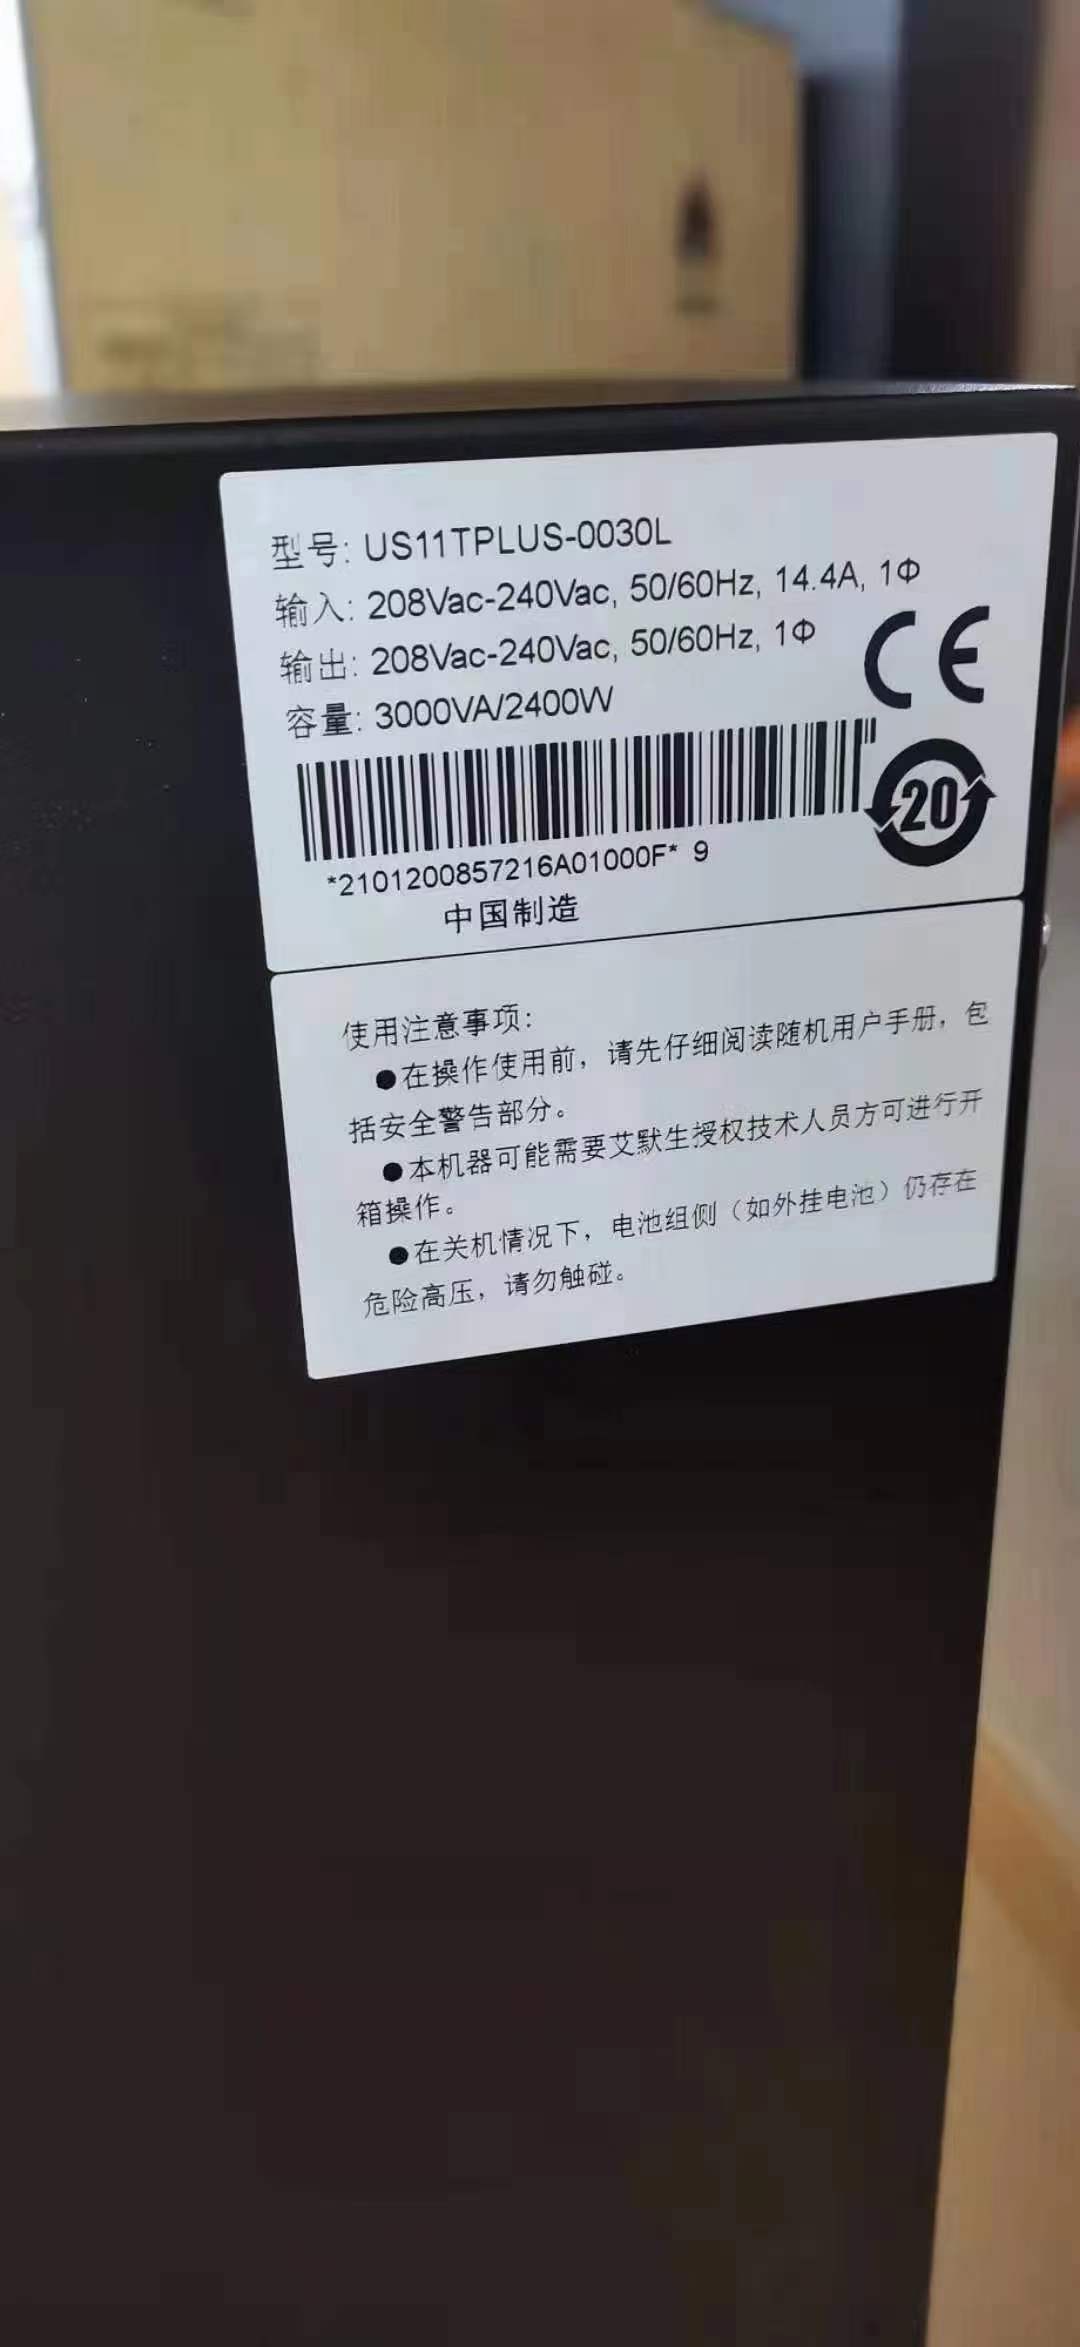 型号: US11TPLUS-0030L
输入: 208Vac-240Vac, 50/60Hz, 14.4A, 1Φ
输出: 208Vac-240Vac, 50/60Hz, 1Φ
容量: 3000VA/2400W
CE
20
*2101200857216A01000F* 9
中国制造
使用注意事项:
●在操作使用前，请先仔细阅读随机用户手册，包
括安全警告部分。
●本机器可能需要艾默生授权技术人员方可进行开
箱操作。
●在关机情况下，电池组侧（如外挂电池）仍存在
危险高压，请勿触碰。